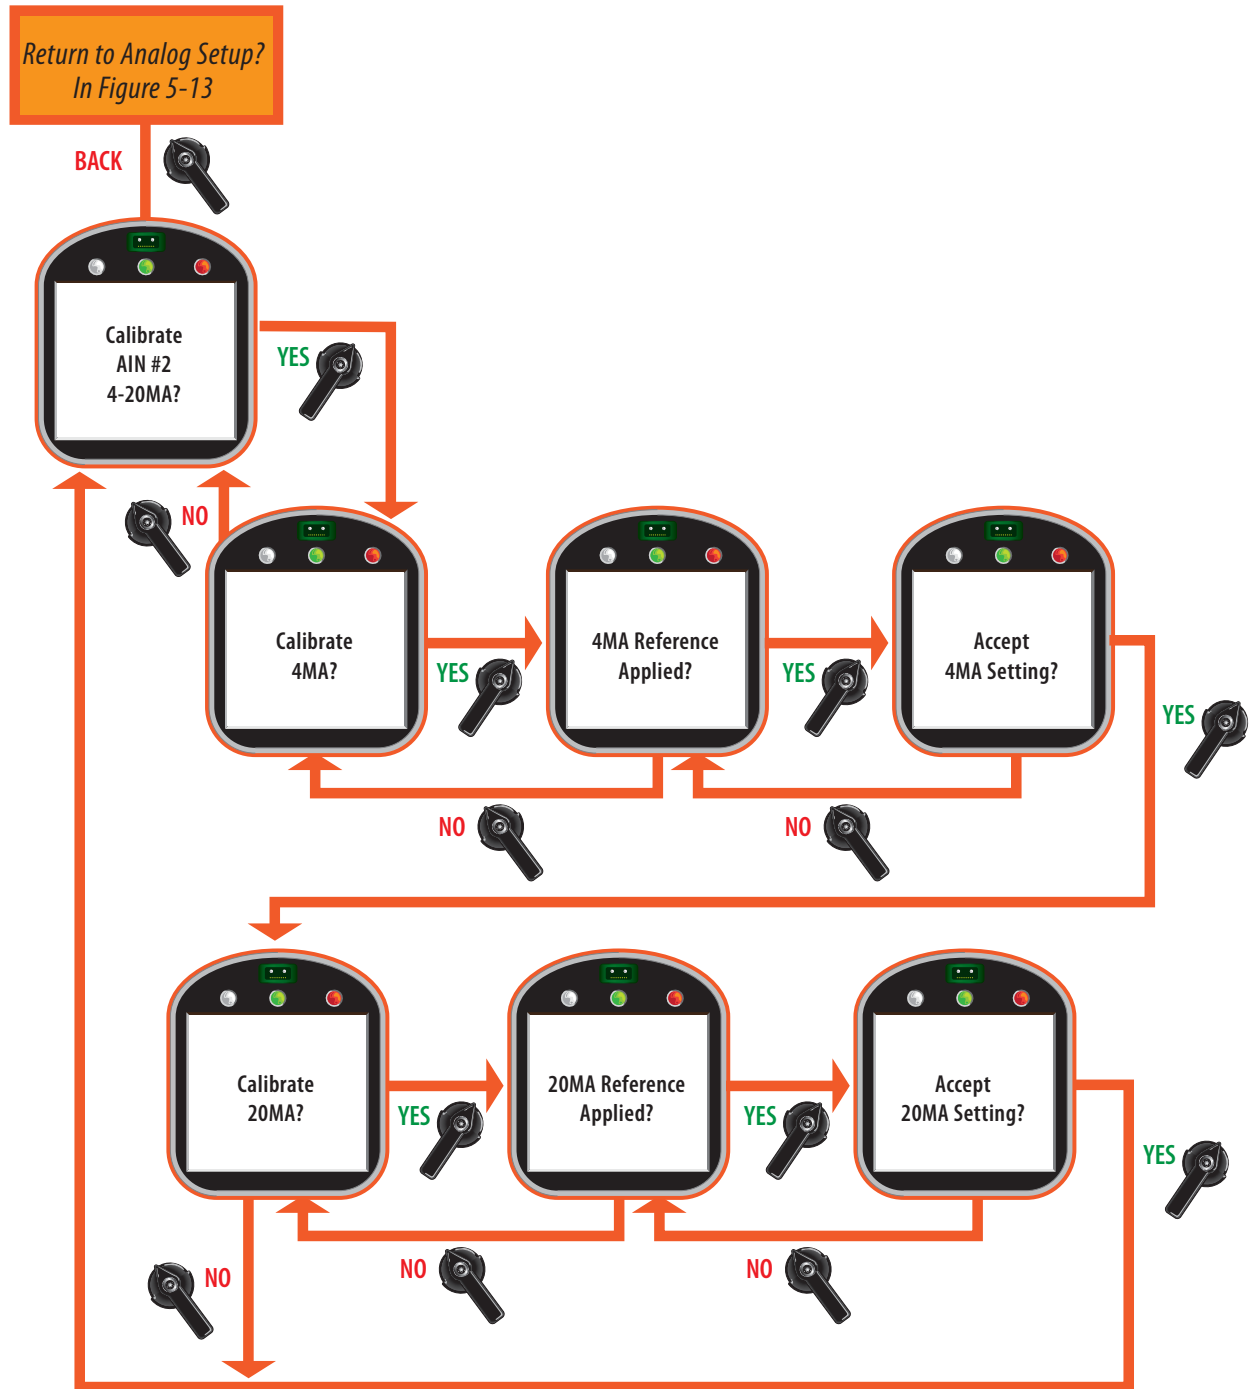 Return to Analog Setup?
In Figure 5-13
BACK
Calibrate
AIN #2
4-20MA?
YES
NO
Calibrate
4MA?
YES
4MA Reference
Applied?
YES
Accept
4MA Setting?
YES
NO
NO
Calibrate
20MA?
YES
20MA Reference
Applied?
YES
Accept
20MA Setting?
YES
NO
NO
NO